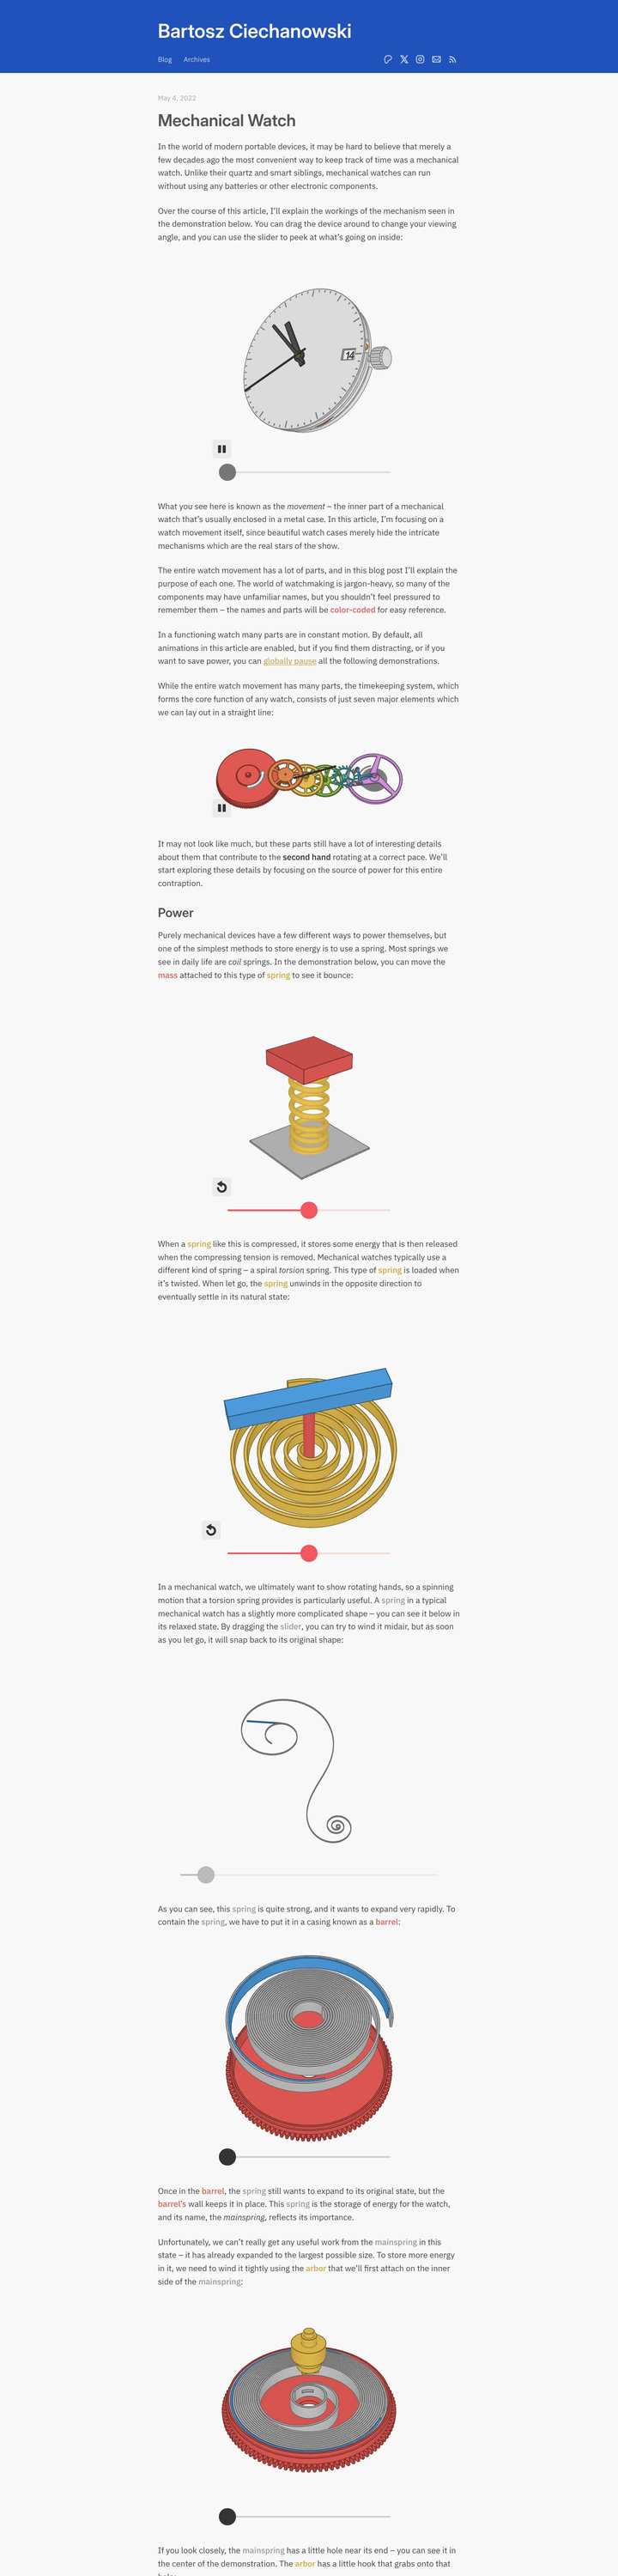 Bartosz Ciechanowski
Blog Archives
May 4, 2022
Mechanical Watch
In the world of modern portable devices, it may be hard to believe that merely a
few decades ago the most convenient way to keep track of time was a mechanical
watch. Unlike their quartz and smart siblings, mechanical watches can run
without using any batteries or other electronic components.
Over the course of this article, I’ll explain the workings of the mechanism seen in
the demonstration below. You can drag the device around to change your viewing
angle, and you can use the slider to peek at what’s going on inside:
14
What you see here is known as the movement – the inner part of a mechanical
watch that’s usually enclosed in a metal case. In this article, I’m focusing on a
watch movement itself, since beautiful watch cases merely hide the intricate
mechanisms which are the real stars of the show.
The entire watch movement has a lot of parts, and in this blog post I’ll explain the
purpose of each one. The world of watchmaking is jargon-heavy, so many of the
components may have unfamiliar names, but you shouldn’t feel pressured to
remember them – the names and parts will be color-coded for easy reference.
In a functioning watch many parts are in constant motion. By default, all
animations in this article are enabled, but if you find them distracting, or if you
want to save power, you can globally pause all the following demonstrations.
While the entire watch movement has many parts, the timekeeping system, which
forms the core function of any watch, consists of just seven major elements which
we can lay out in a straight line:
It may not look like much, but these parts still have a lot of interesting details
about them that contribute to the second hand rotating at a correct pace. We’ll
start exploring these details by focusing on the source of power for this entire
contraption.
Power
Purely mechanical devices have a few different ways to power themselves, but
one of the simplest methods to store energy is to use a spring. Most springs we
see in daily life are coil springs. In the demonstration below, you can move the
mass attached to this type of spring to see it bounce:
When a spring like this is compressed, it stores some energy that is then released
when the compressing tension is removed. Mechanical watches typically use a
different kind of spring – a spiral torsion spring. This type of spring is loaded when
it’s twisted. When let go, the spring unwinds in the opposite direction to
eventually settle in its natural state:
In a mechanical watch, we ultimately want to show rotating hands, so a spinning
motion that a torsion spring provides is particularly useful. A spring in a typical
mechanical watch has a slightly more complicated shape – you can see it below in
its relaxed state. By dragging the slider, you can try to wind it midair, but as soon
as you let go, it will snap back to its original shape:
As you can see, this spring is quite strong, and it wants to expand very rapidly. To
contain the spring, we have to put it in a casing known as a barrel:
Once in the barrel, the spring still wants to expand to its original state, but the
barrel’s wall keeps it in place. This spring is the storage of energy for the watch,
and its name, the mainspring, reflects its importance.
Unfortunately, we can’t really get any useful work from the mainspring in this
state – it has already expanded to the largest possible size. To store more energy
in it, we need to wind it tightly using the arbor that we’ll first attach on the inner
side of the mainspring:
If you look closely, the mainspring has a little hole near its end – you can see it in
the center of the demonstration. The arbor has a little hook that grabs onto that